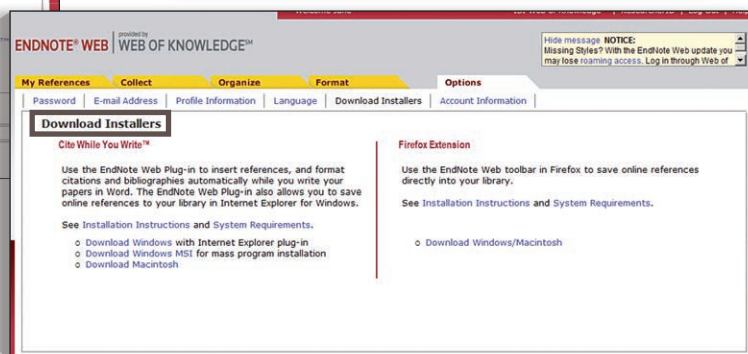 ENDNOTE® WEB
provided by
WEB OF KNOWLEDGE℠
Hide message NOTICE:
Missing Styles? With the EndNote Web update you
may lose roaming access. Log in through Web of
My References Collect Organize Format Options
Password E-mail Address Profile Information Language Download Installers Account Information
Download Installers
Cite While You Write™
Use the EndNote Web Plug-in to insert references, and format
citations and bibliographies automatically while you write your
papers in Word. The EndNote Web Plug-in also allows you to save
online references to your library in Internet Explorer for Windows.
See Installation Instructions and System Requirements.
o Download Windows with Internet Explorer plug-in
o Download Windows MSI for mass program installation
o Download Macintosh
Firefox Extension
Use the EndNote Web toolbar in Firefox to save online references
directly into your library.
See Installation Instructions and System Requirements.
o Download Windows/Macintosh